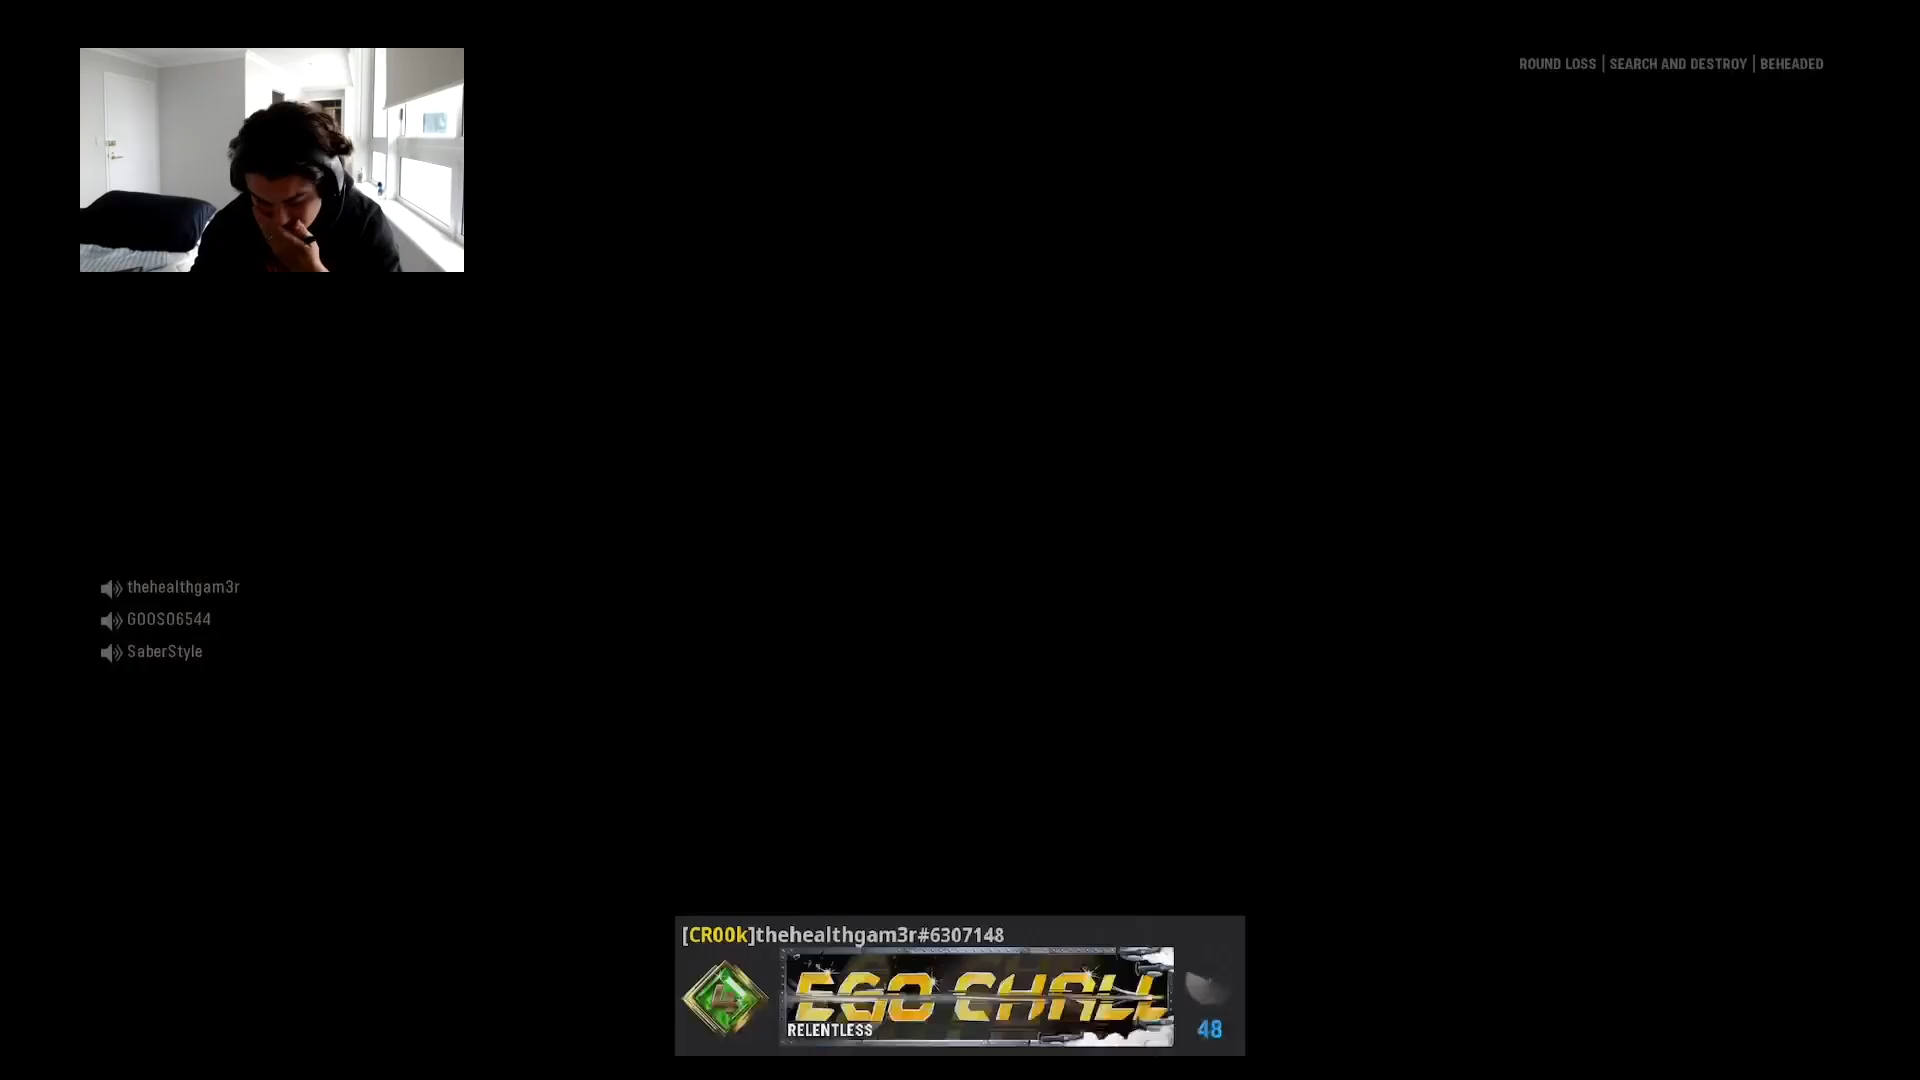 ROUND LOSS | SEARCH AND DESTROY | BEHEADED
thehealthgam3r
GOOSO6544
SaberStyle
[CR00k]thehealthgam3r#6307148
EGO CHALL
RELENTLESS
48